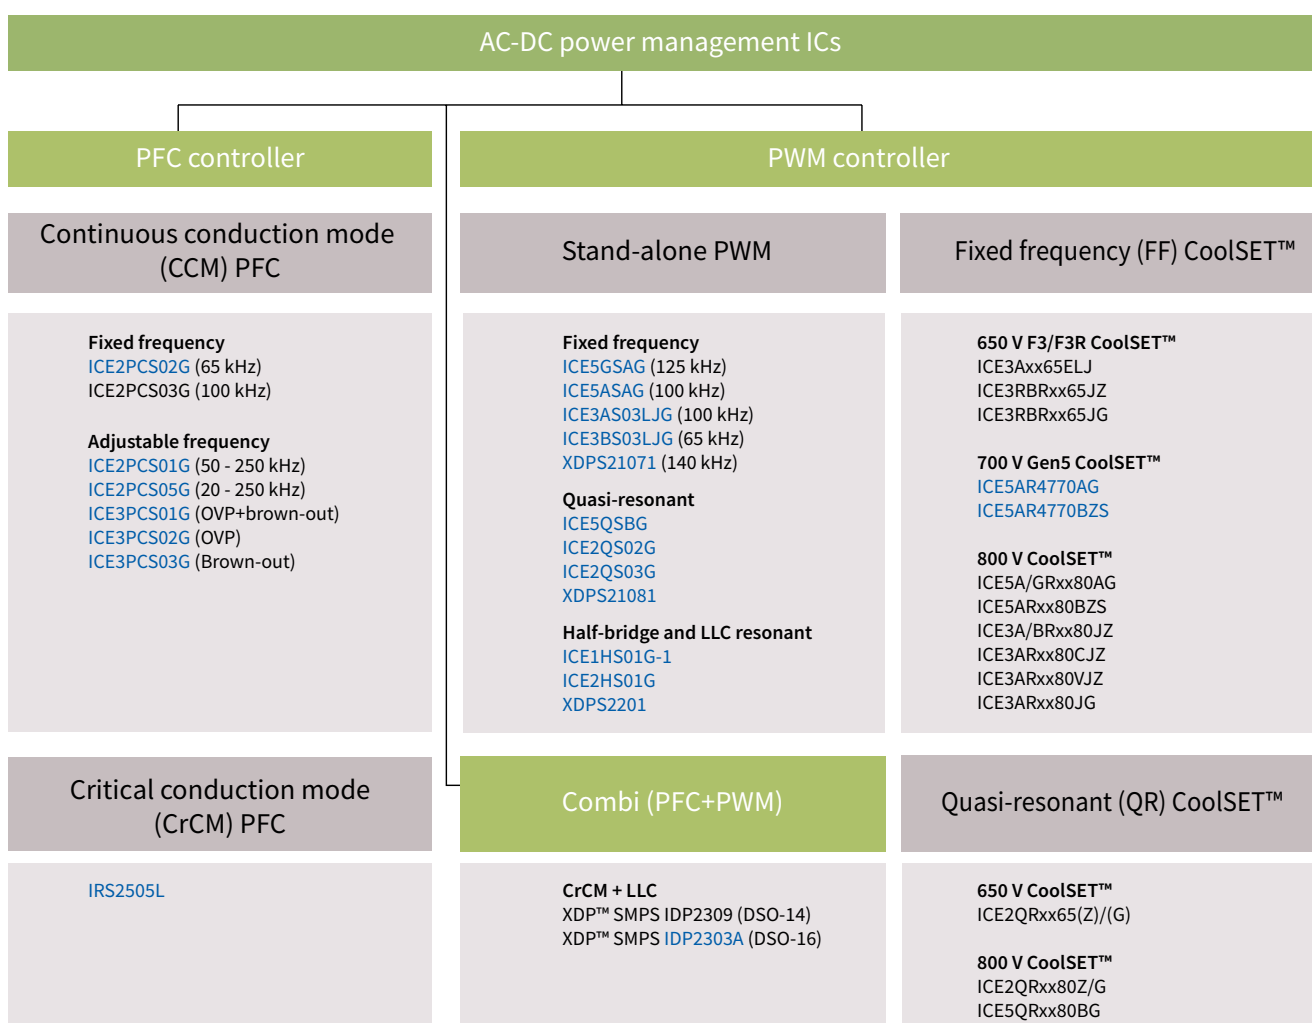 AC-DC power management ICs
PFC controller
PWM controller
Continuous conduction mode
(CCM) PFC
Fixed frequency
ICE2PCS02G (65 kHz)
ICE2PCS03G (100 kHz)
Adjustable frequency
ICE2PCS01G (50 - 250 kHz)
ICE2PCS05G (20 - 250 kHz)
ICE3PCS01G (OVP+brown-out)
ICE3PCS02G (OVP)
ICE3PCS03G (Brown-out)
Stand-alone PWM
Fixed frequency
ICE5GSAG (125 kHz)
ICE5ASAG (100 kHz)
ICE3AS03LJG (100 kHz)
ICE3BS03LJG (65 kHz)
XDPS21071 (140 kHz)
Quasi-resonant
ICE5QSBG
ICE2QS02G
ICE2QS03G
XDPS21081
Half-bridge and LLC resonant
ICE1HS01G-1
ICE2HS01G
XDPS2201
Fixed frequency (FF) CoolSET™
650 V F3/F3R CoolSET™
ICE3Axx65ELJ
ICE3RBRxx65JZ
ICE3RBRxx65JG
700 V Gen5 CoolSET™
ICE5AR4770AG
ICE5AR4770BZS
800 V CoolSET™
ICE5A/GRxx80AG
ICE5ARxx80BZS
ICE3A/BRxx80JZ
ICE3ARxx80CJZ
ICE3ARxx80VJZ
ICE3ARxx80JG
Critical conduction mode
(CrCM) PFC
IRS2505L
Combi (PFC+PWM)
CrCM + LLC
XDP™ SMPS IDP2309 (DSO-14)
XDP™ SMPS IDP2303A (DSO-16)
Quasi-resonant (QR) CoolSET™
650 V CoolSET™
ICE2QRxx65(Z)/(G)
800 V CoolSET™
ICE2QRxx80Z/G
ICE5QRxx80BG